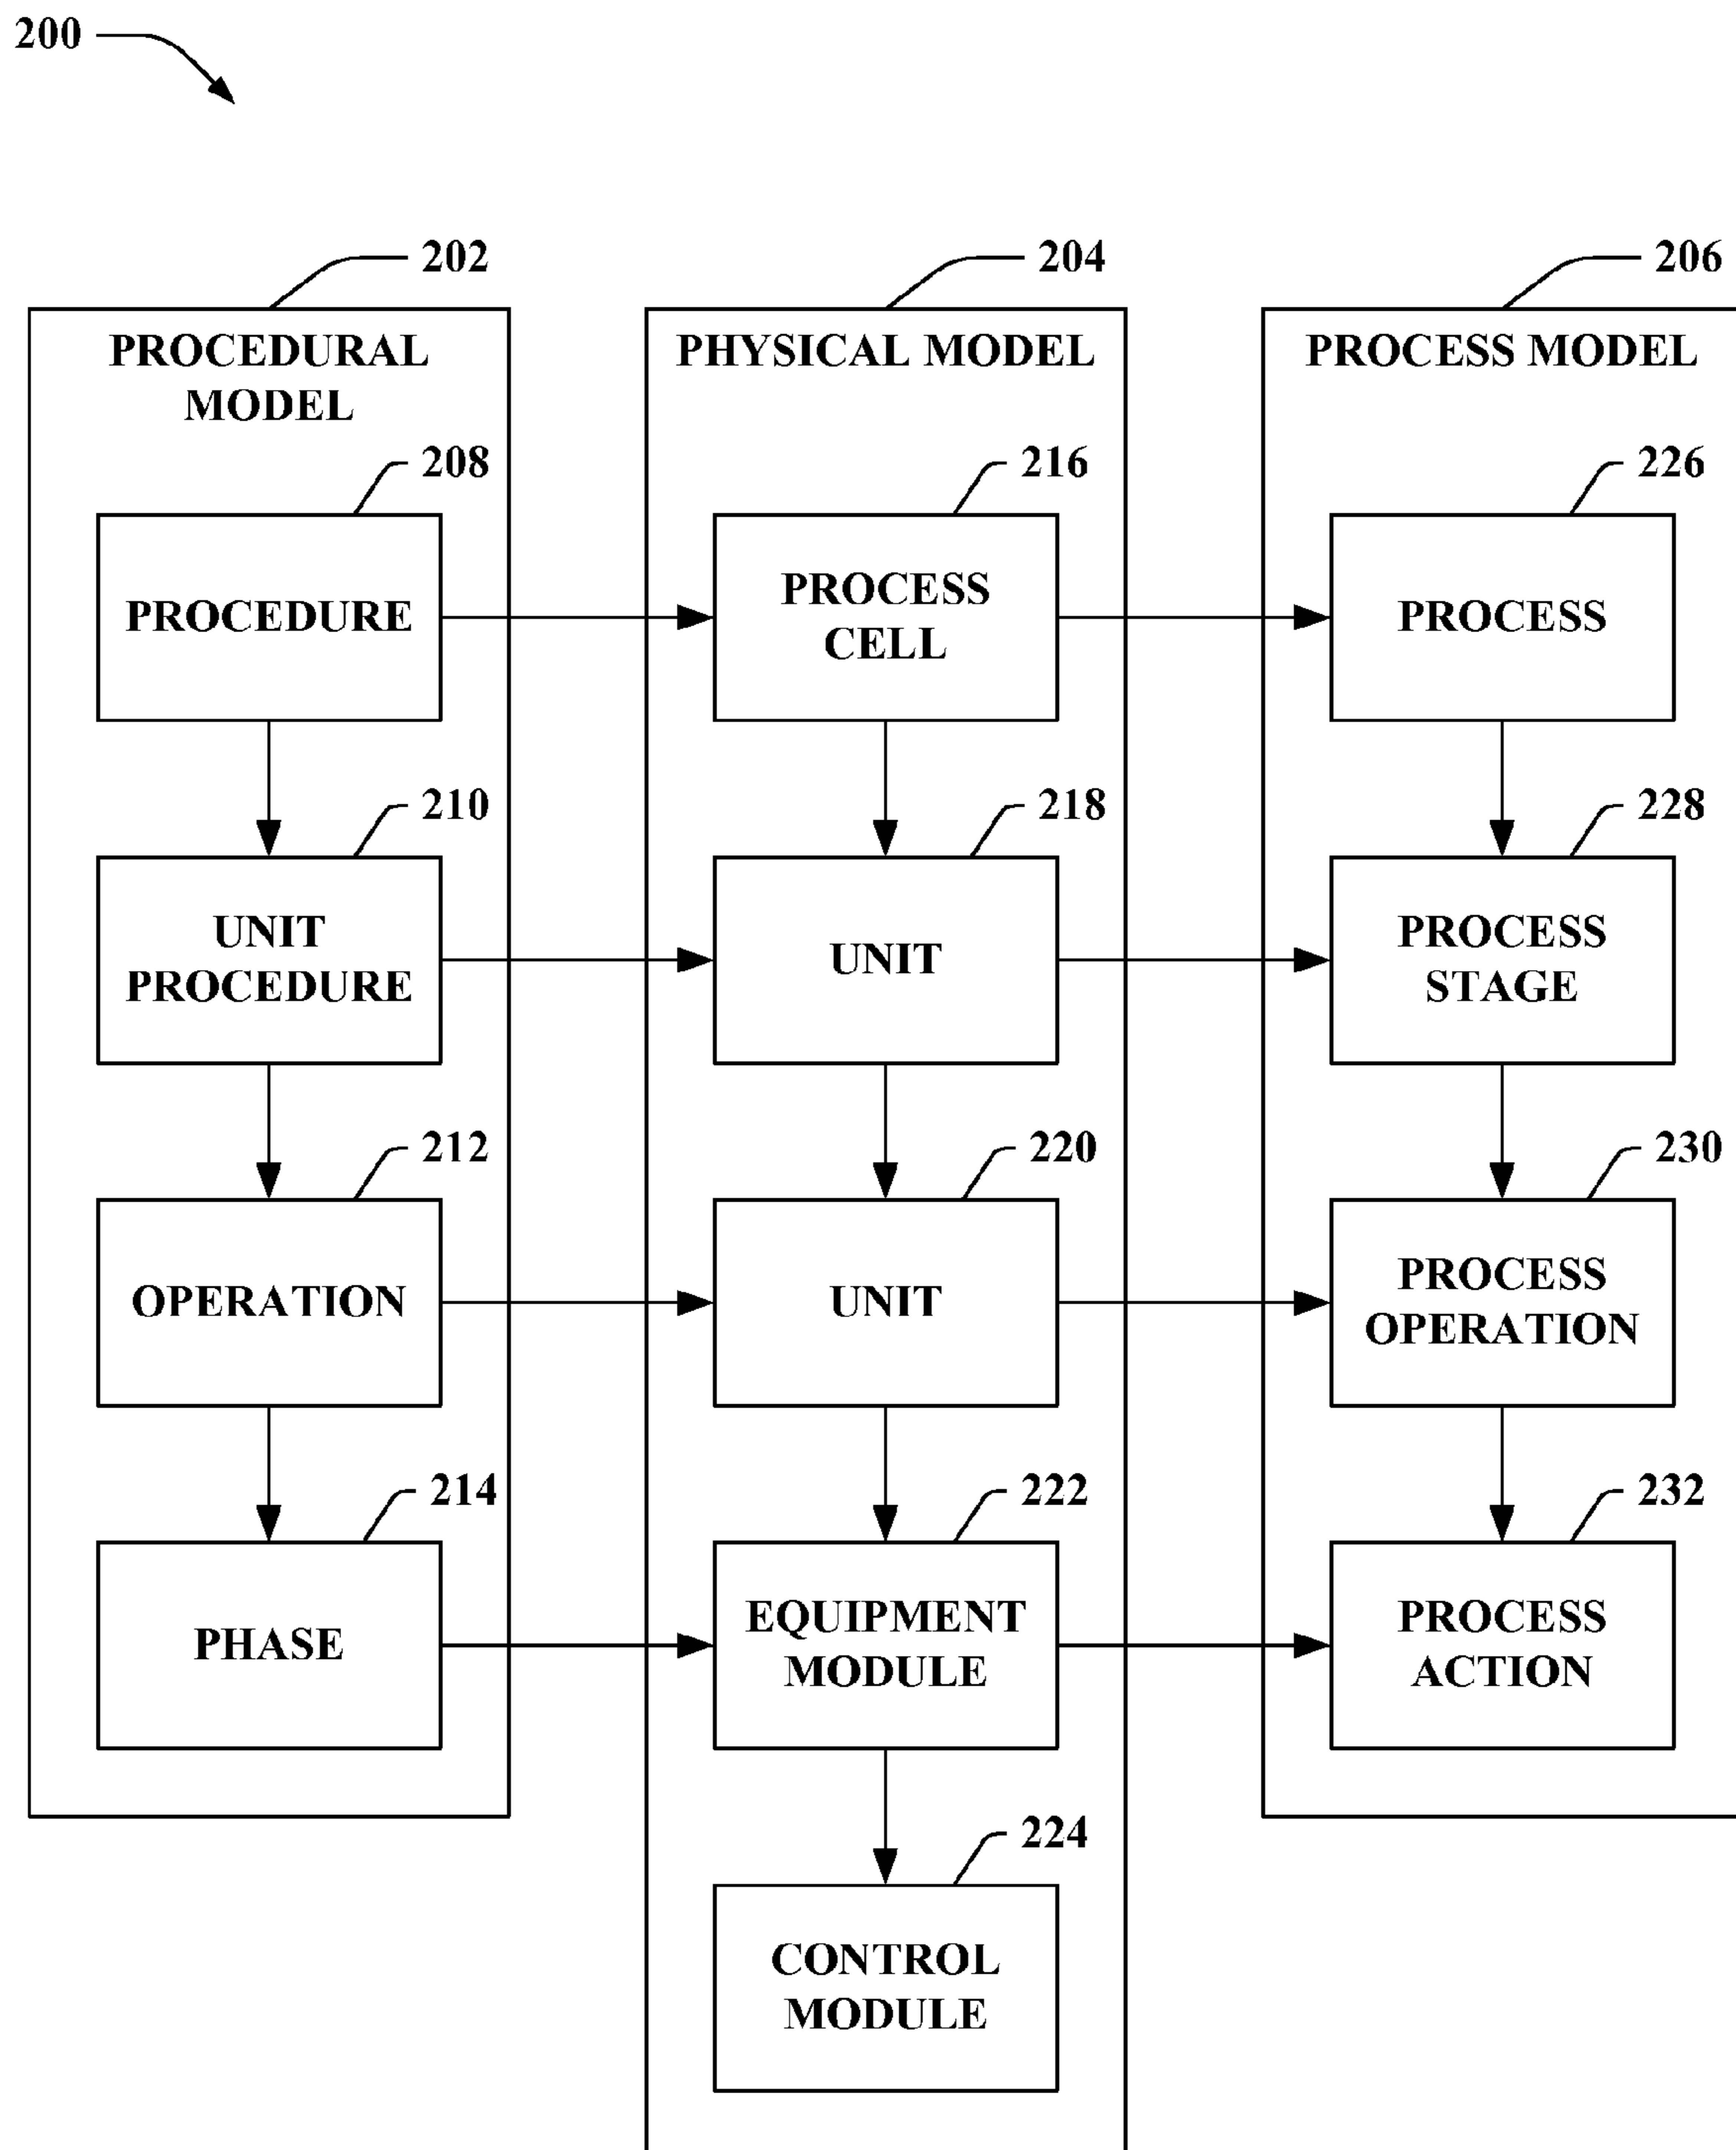 200
202
204
206
PROCEDURAL
MODEL
PHYSICAL MODEL
PROCESS MODEL
208
216
226
PROCEDURE
PROCESS
CELL
PROCESS
210
218
228
UNIT
PROCEDURE
UNIT
PROCESS
STAGE
212
220
230
OPERATION
UNIT
PROCESS
OPERATION
214
222
232
PHASE
EQUIPMENT
MODULE
PROCESS
ACTION
224
CONTROL
MODULE